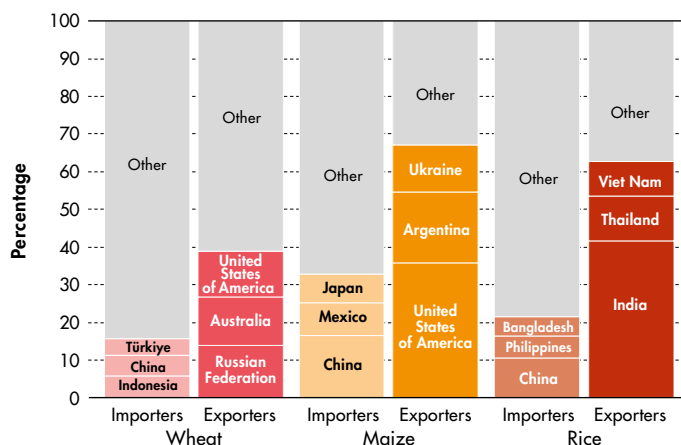 Percentage
100
90
80
70
60
50
40
30
20
10
0
Other
Türkiye
China
Indonesia
Other
United
States
of America
Australia
Russian
Federation
Other
Japan
Mexico
China
Other
Ukraine
Argentina
United
States
of America
Other
Bangladesh
Philippines
China
Other
Viet Nam
Thailand
India
Importers
Exporters
Importers
Exporters
Importers
Exporters
Wheat
Maize
Rice